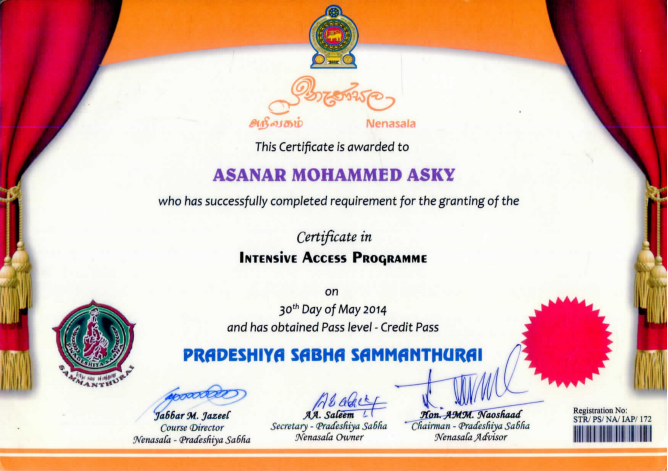 அறிவகம் Nenasala
This Certificate is awarded to
ASANAR MOHAMMED ASKY
who has successfully completed requirement for the granting of the
Certificate in
INTENSIVE ACCESS PROGRAMME
on
30th Day of May 2014
and has obtained Pass level - Credit Pass
PRADESHIYA SABHA SAMMANTHURAI
SAMMANTHURAI
Jabbar M. Jazeel
Course Director
Nenasala - Pradeshiya Sabha
AA. Saleem
Secretary - Pradeshiya Sabha
Nenasala Owner
Hon. AMM. Naoshaad
Chairman - Pradeshiya Sabha
Nenasala Advisor
Registration No:
STR/ PS/ NA/ IAP/ 172